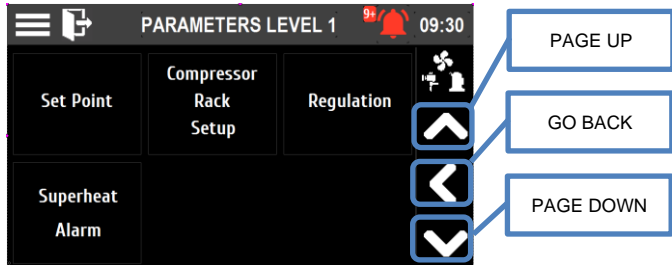 PARAMETERS LEVEL 1
9+
09:30
Set Point
Compressor
Rack
Setup
Regulation
Superheat
Alarm
PAGE UP
GO BACK
PAGE DOWN